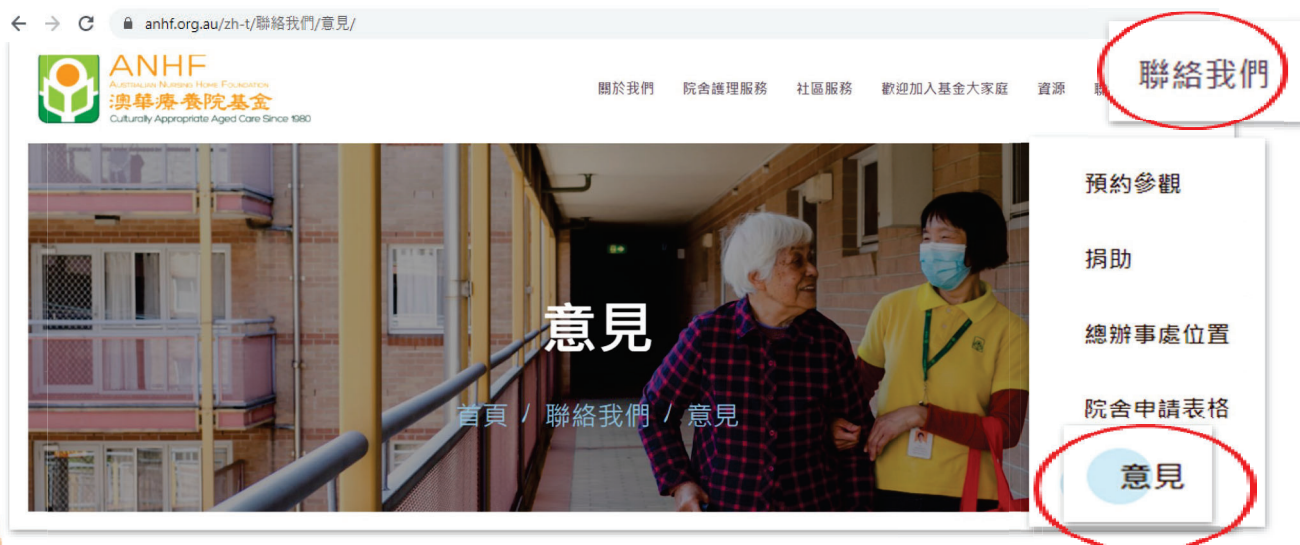 anhf.org.au/zh-t/聯絡我們/意見/
ANHF
AUSTRALIAN NURSING HOME FOUNDATION
澳華療養院基金
Culturally Appropriate Aged Care Since 1980
關於我們 院舍護理服務 社區服務 歡迎加入基金大家庭 資源
聯絡我們
預約參觀
捐助
總辦事處位置
院舍申請表格
意見
意見
首頁 / 聯絡我們 / 意見